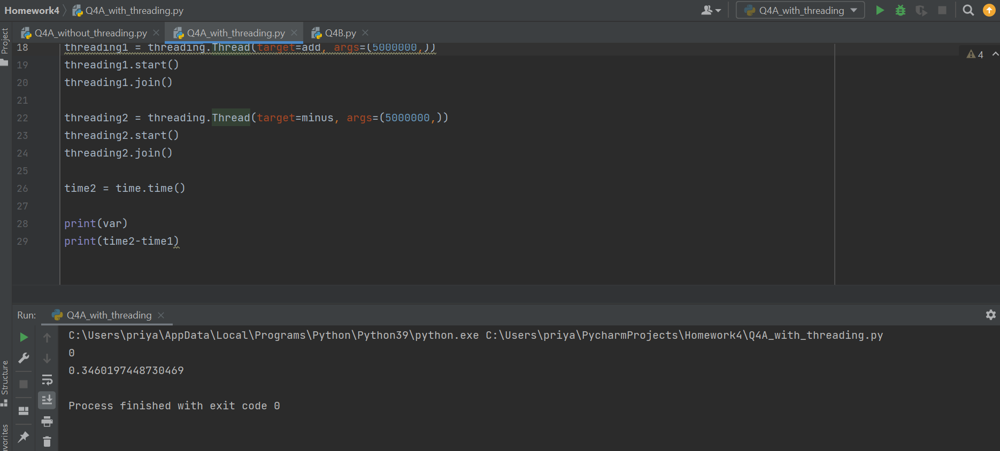 Homework4 Q4A_with_threading.py Q4A_with_threading
Q4A_without_threading.py Q4A_with_threading.py Q4B.py
Project
18 threading1 = threading.Thread(target=add, args=(5000000,))
4
19 threading1.start()
20 threading1.join()
21
22 threading2 = threading.Thread(target=minus, args=(5000000,))
23 threading2.start()
24 threading2.join()
25
26 time2 = time.time()
27
28 print(var)
29 print(time2-time1)
Run: Q4A_with_threading
C:\Users\priya\AppData\Local\Programs\Python\Python39\python.exe C:\Users\priya\PycharmProjects\Homework4\Q4A_with_threading.py
0
0.3460197448730469
Process finished with exit code 0
Structure
avorites